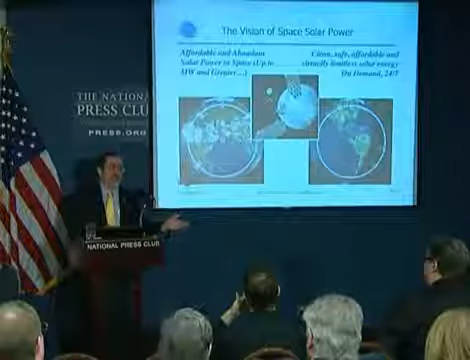 The Vision of Space Solar Power
Affordable and Abundant
Solar Power in Space (Up to
MW and Greater...)
Clean, safe, affordable and
virtually limitless solar energy
On Demand, 24/7
THE NATIONAL
PRESS CLUB
PRESS.ORG
NATIONAL PRESS CLUB